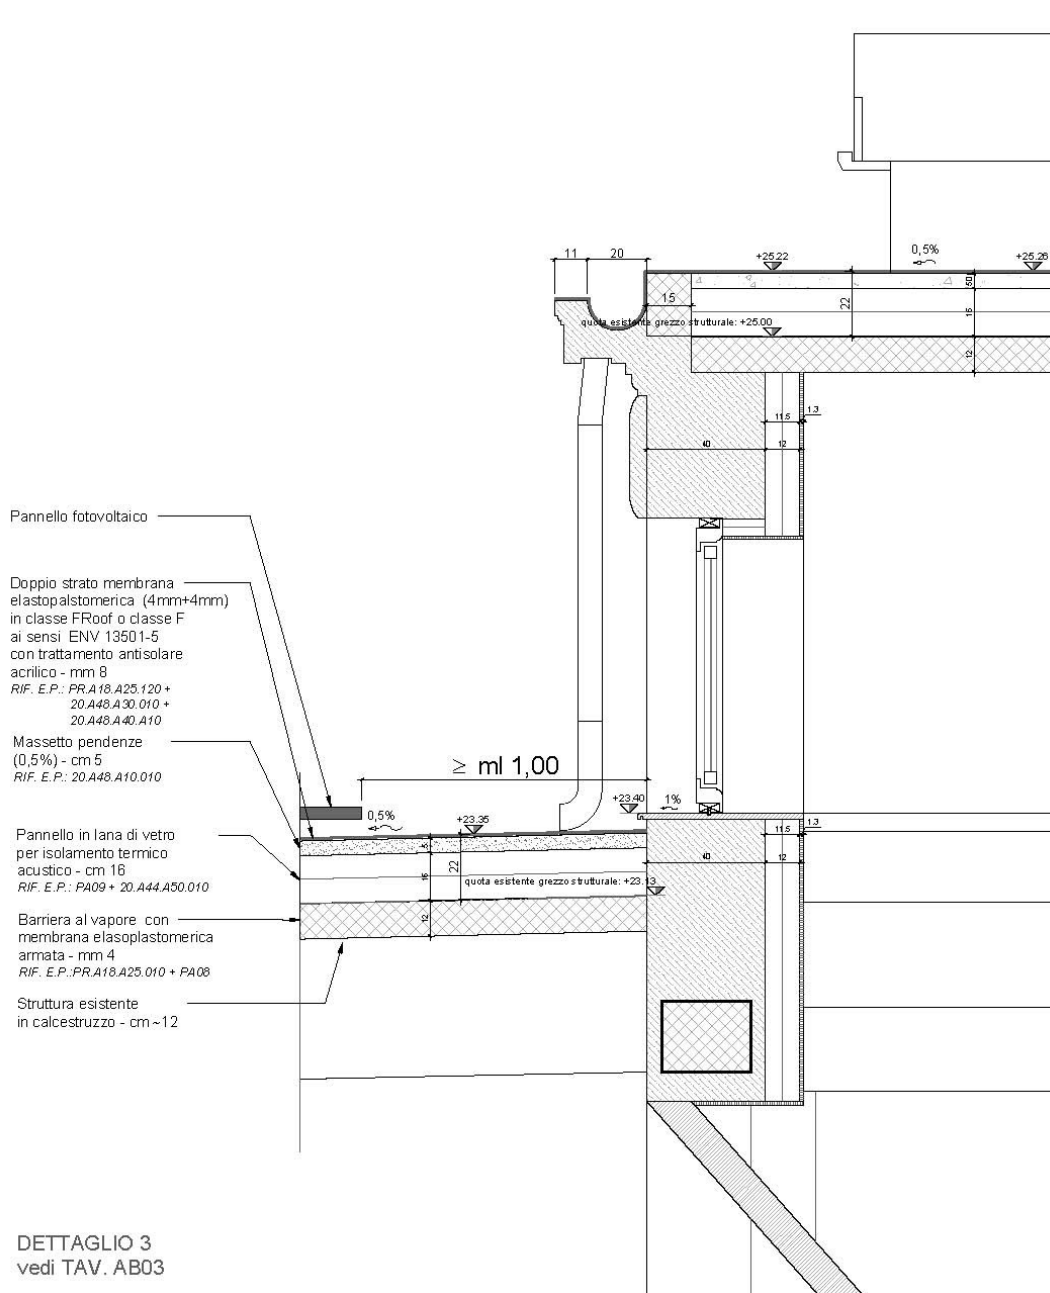 0,5%
+25.22
+25.26
11
20
15
22
50
15
12
quota esistente grezzo strutturale: +25.00
11.5
1.3
40
12
Pannello fotovoltaico
Doppio strato membrana
elastopalstomerica (4mm+4mm)
in classe FRoof o classe F
ai sensi ENV 13501-5
con trattamento antisolare
acrilico - mm 8
RIF. E.P.: PR.A18.A25.120 +
20.A48.A30.010 +
20.A48.A40.A10
Massetto pendenze
(0,5%) - cm 5
RIF. E.P.: 20.A48.A10.010
≥ ml 1,00
0,5%
+23.35
+23.40
1%
11.5
1.3
40
12
5
22
16
12
quota esistente grezzo strutturale: +23.13
Pannello in lana di vetro
per isolamento termico
acustico - cm 16
RIF. E.P.: PA09 + 20.A44.A50.010
Barriera al vapore con
membrana elasoplastomerica
armata - mm 4
RIF. E.P.:PR.A18.A25.010 + PA08
Struttura esistente
in calcestruzzo - cm ~12
DETTAGLIO 3
vedi TAV. AB03